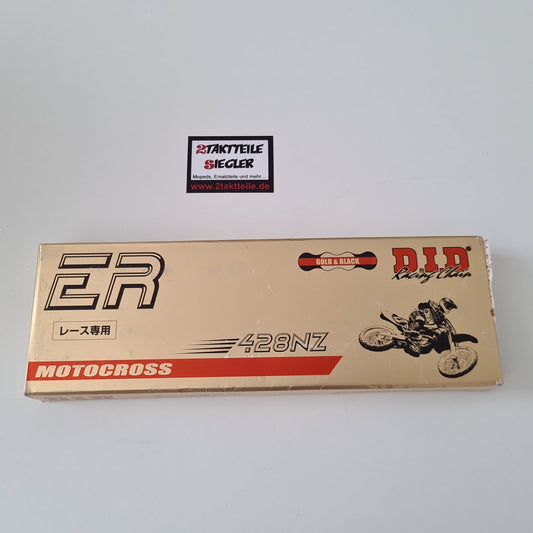 2TAKTTEILE
SIEGLER
Mopeds, Ersatzteile und mehr...
www.2taktteile.de
ER
GOLD & BLACK
D.I.D®
Racing Chain
レース専用
428NZ
MOTOCROSS